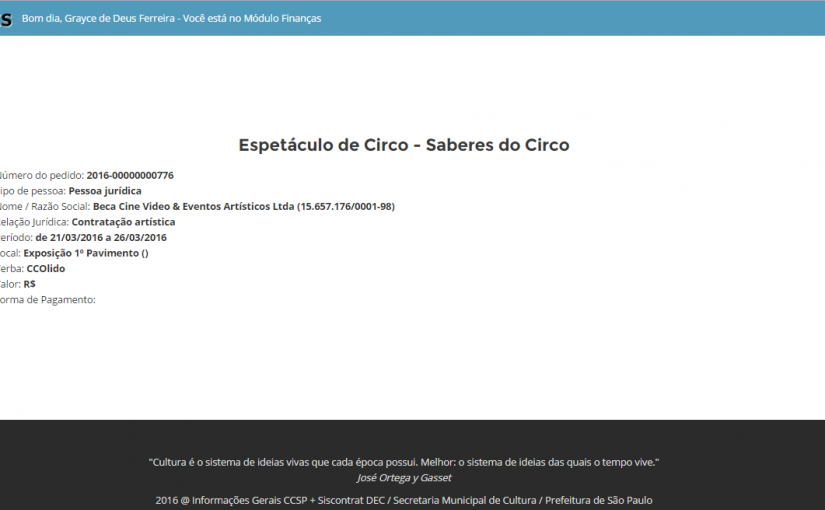 s Bom dia, Grayce de Deus Ferreira - Você está no Módulo Finanças
Espetáculo de Circo - Saberes do Circo
úmero do pedido: 2016-00000000776
ipo de pessoa: Pessoa jurídica
ome / Razão Social: Beca Cine Video & Eventos Artísticos Ltda (15.657.176/0001-98)
elação Jurídica: Contratação artística
eríodo: de 21/03/2016 a 26/03/2016
ocal: Exposição 1º Pavimento ()
erba: CCOlido
alor: R$
orma de Pagamento:
"Cultura é o sistema de ideias vivas que cada época possui. Melhor: o sistema de ideias das quais o tempo vive."
José Ortega y Gasset
2016 @ Informações Gerais CCSP + Siscontrat DEC / Secretaria Municipal de Cultura / Prefeitura de São Paulo